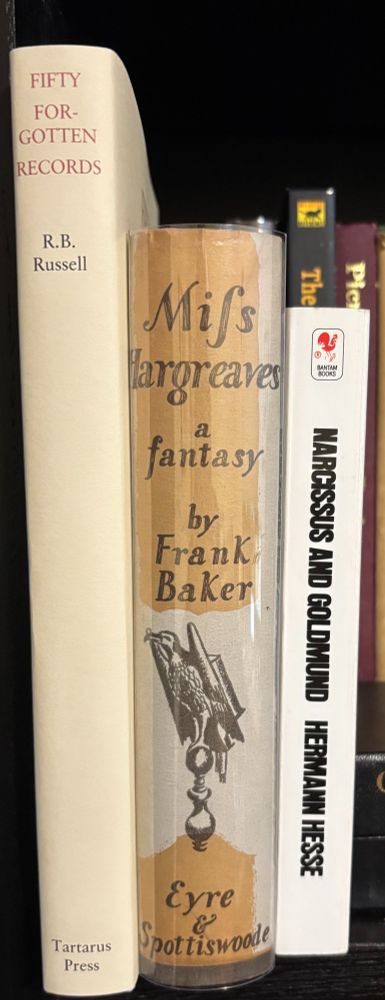 FIFTY
FOR-
GOTTEN
RECORDS
R.B.
Russell
Tartarus
Press
Miſs
Hargreaves
a
fantasy
by
Frank
Baker
Eyre
&
Spottiswoode
BANTAM
BOOKS
NARCISSUS AND GOLDMUND HERMANN HESSE
The